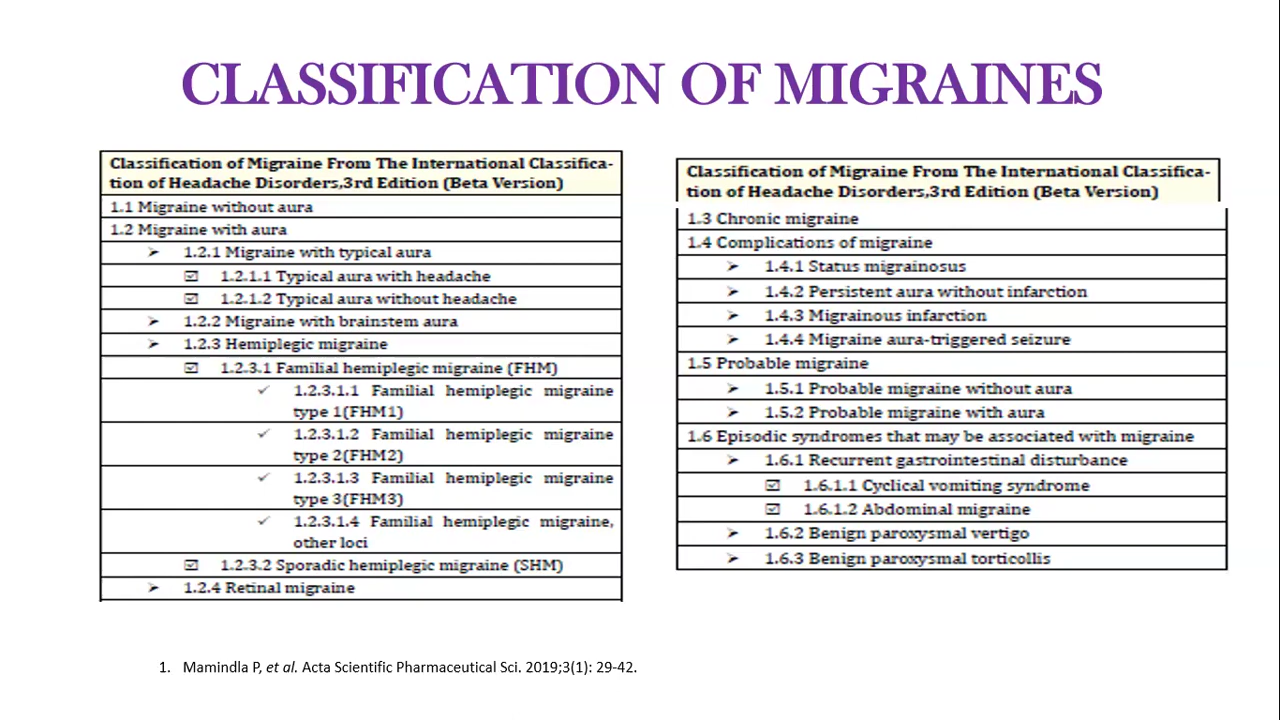 CLASSIFICATION OF MIGRAINES
Classification of Migraine From The International Classifica-
tion of Headache Disorders,3rd Edition (Beta Version)
1.1 Migraine without aura
1.2 Migraine with aura
1.2.1 Migraine with typical aura
1.2.1.1 Typical aura with headache
1.2.1.2 Typical aura without headache
1.2.2 Migraine with brainstem aura
1.2.3 Hemiplegic migraine
1.2.3.1 Familial hemiplegic migraine (FHM)
1.2.3.1.1 Familial hemiplegic migraine
type 1(FHM1)
1.2.3.1.2 Familial hemiplegic migraine
type 2(FHM2)
1.2.3.1.3 Familial hemiplegic migraine
type 3(FHM3)
1.2.3.1.4 Familial hemiplegic migraine,
other loci
1.2.3.2 Sporadic hemiplegic migraine (SHM)
1.2.4 Retinal migraine
Classification of Migraine From The International Classifica-
tion of Headache Disorders,3rd Edition (Beta Version)
1.3 Chronic migraine
1.4 Complications of migraine
1.4.1 Status migrainosus
1.4.2 Persistent aura without infarction
1.4.3 Migrainous infarction
1.4.4 Migraine aura-triggered seizure
1.5 Probable migraine
1.5.1 Probable migraine without aura
1.5.2 Probable migraine with aura
1.6 Episodic syndromes that may be associated with migraine
1.6.1 Recurrent gastrointestinal disturbance
1.6.1.1 Cyclical vomiting syndrome
1.6.1.2 Abdominal migraine
1.6.2 Benign paroxysmal vertigo
1.6.3 Benign paroxysmal torticollis
1. Mamindla P, et al. Acta Scientific Pharmaceutical Sci. 2019;3(1): 29-42.